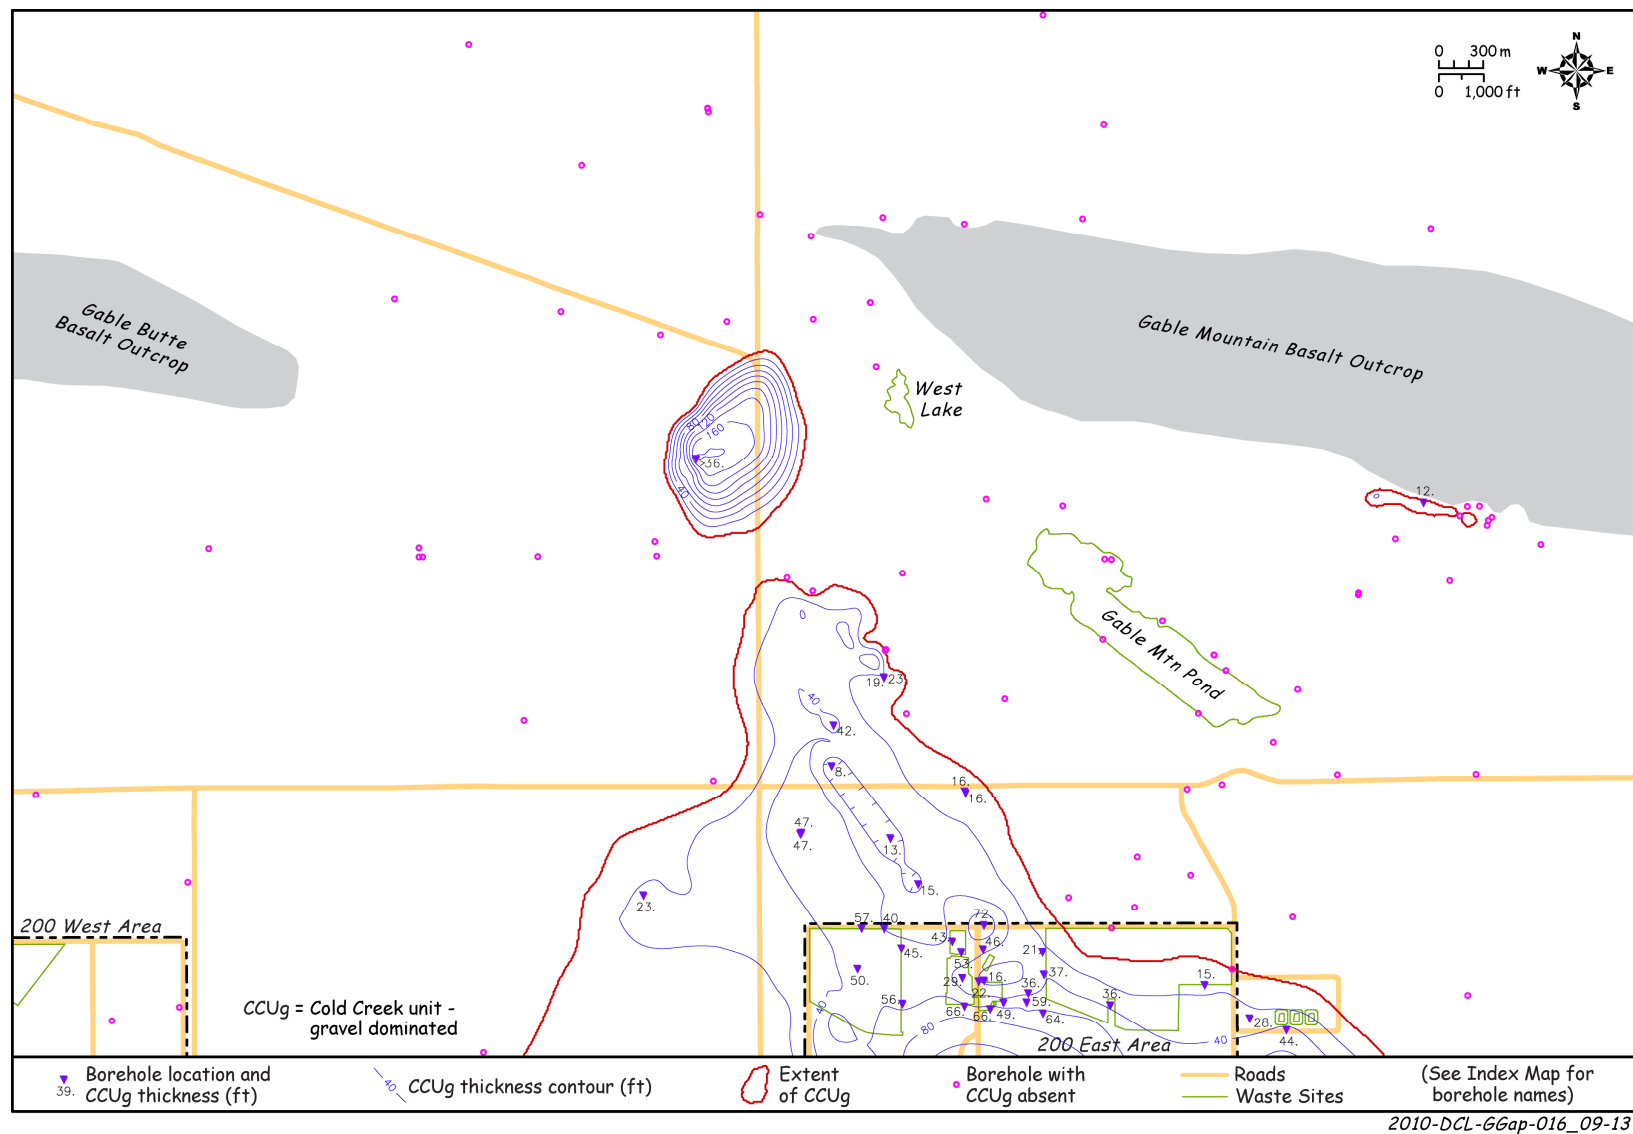 N
0 300 m
W E
0 1,000 ft
S
Gable Butte
Basalt Outcrop
Gable Mountain Basalt Outcrop
West
Lake
80
120
160
>36.
40
12.
Gable Mtn Pond
19. 23.
40
42.
8.
16.
16.
47.
47.
13.
15.
23.
200 West Area
57. 40.
72.
43.
46.
45.
53.
21.
50.
29.
16.
37.
15.
22.
36.
56.
66.
66.
49.
59.
64.
36.
40
80
28.
40
44.
CCUg = Cold Creek unit -
gravel dominated
200 East Area
39.
Borehole location and
CCUg thickness (ft)
40
CCUg thickness contour (ft)
Extent
of CCUg
Borehole with
CCUg absent
Roads
Waste Sites
(See Index Map for
borehole names)
2010-DCL-GGap-016_09-13